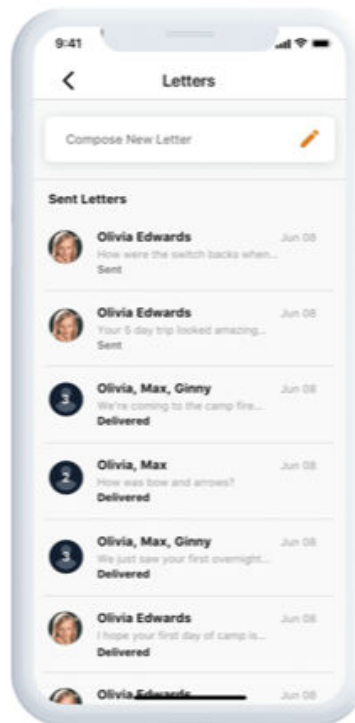 9:41
Letters
Compose New Letter
Sent Letters
Olivia Edwards Jun 08
How were the switch backs when...
Sent
Olivia Edwards Jun 08
Your 5 day trip looked amazing...
Sent
3
Olivia, Max, Ginny Jun 08
We're coming to the camp fire...
Delivered
2
Olivia, Max Jun 08
How was bow and arrows?
Delivered
3
Olivia, Max, Ginny Jun 08
We just saw your first overnight...
Delivered
Olivia Edwards Jun 08
I hope your first day of camp is...
Delivered
Olivia Edwards Jun 08